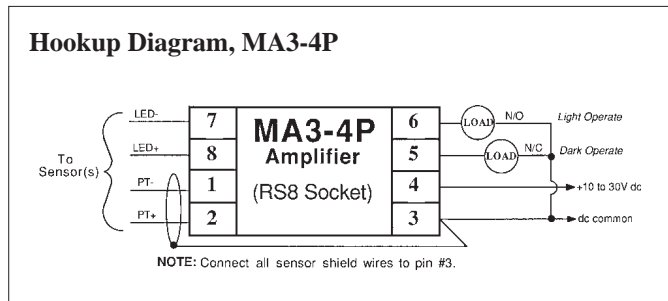 Hookup Diagram, MA3-4P
To
Sensor(s)
LED-
LED+
PT-
PT+
7
8
1
2
MA3-4P
Amplifier
(RS8 Socket)
6
5
4
3
LOAD
N/O
Light Operate
LOAD
N/C
Dark Operate
+10 to 30V dc
dc common
NOTE: Connect all sensor shield wires to pin #3.